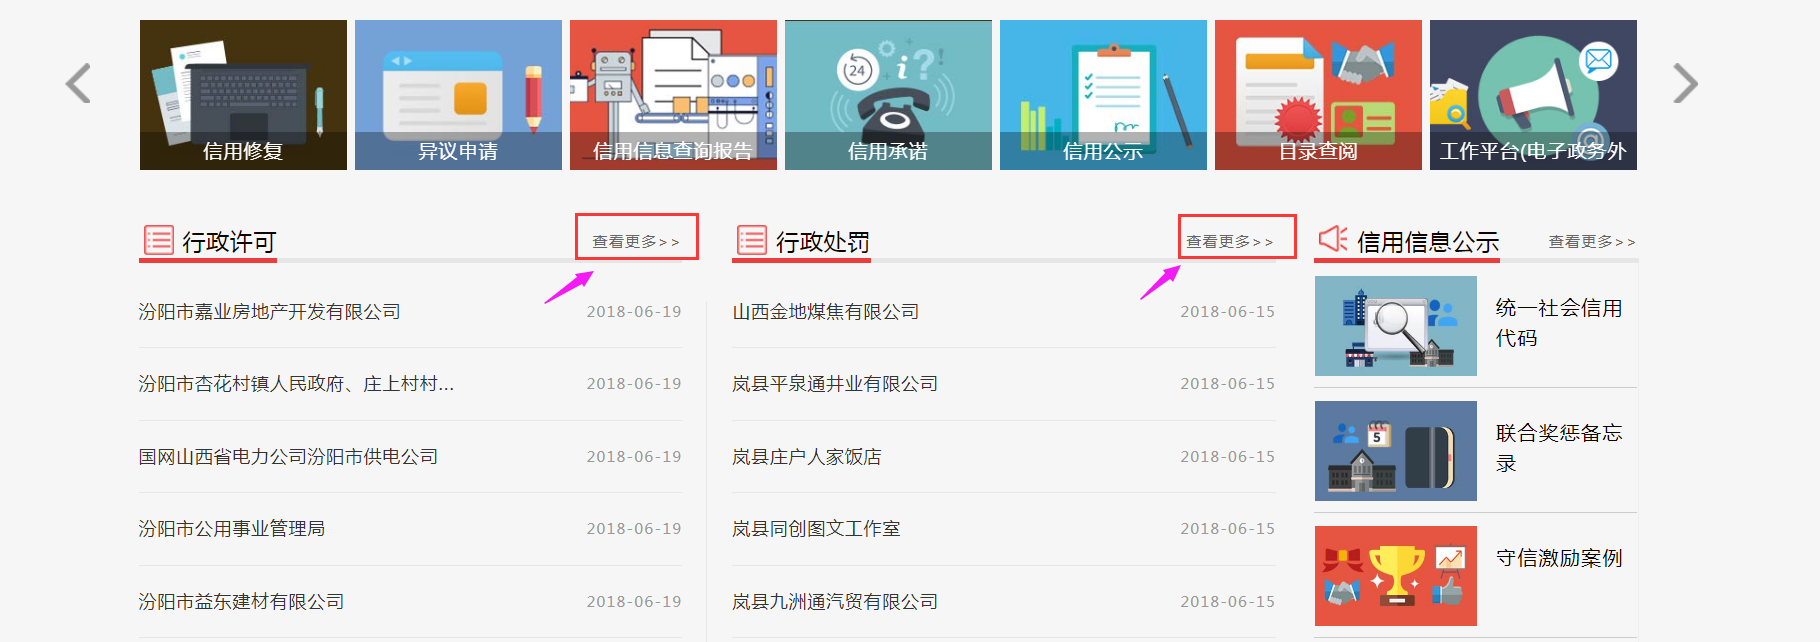 信用修复
异议申请
信用信息查询报告
24
信用承诺
信用公示
目录查阅
工作平台(电子政务外
行政许可
查看更多>>
行政处罚
查看更多>>
信用信息公示
查看更多>>
汾阳市嘉业房地产开发有限公司 2018-06-19
汾阳市杏花村镇人民政府、庄上村村... 2018-06-19
国网山西省电力公司汾阳市供电公司 2018-06-19
汾阳市公用事业管理局 2018-06-19
汾阳市益东建材有限公司 2018-06-19
山西金地煤焦有限公司 2018-06-15
岚县平泉通井业有限公司 2018-06-15
岚县庄户人家饭店 2018-06-15
岚县同创图文工作室 2018-06-15
岚县九洲通汽贸有限公司 2018-06-15
统一社会信用
代码
5
联合奖惩备忘
录
守信激励案例